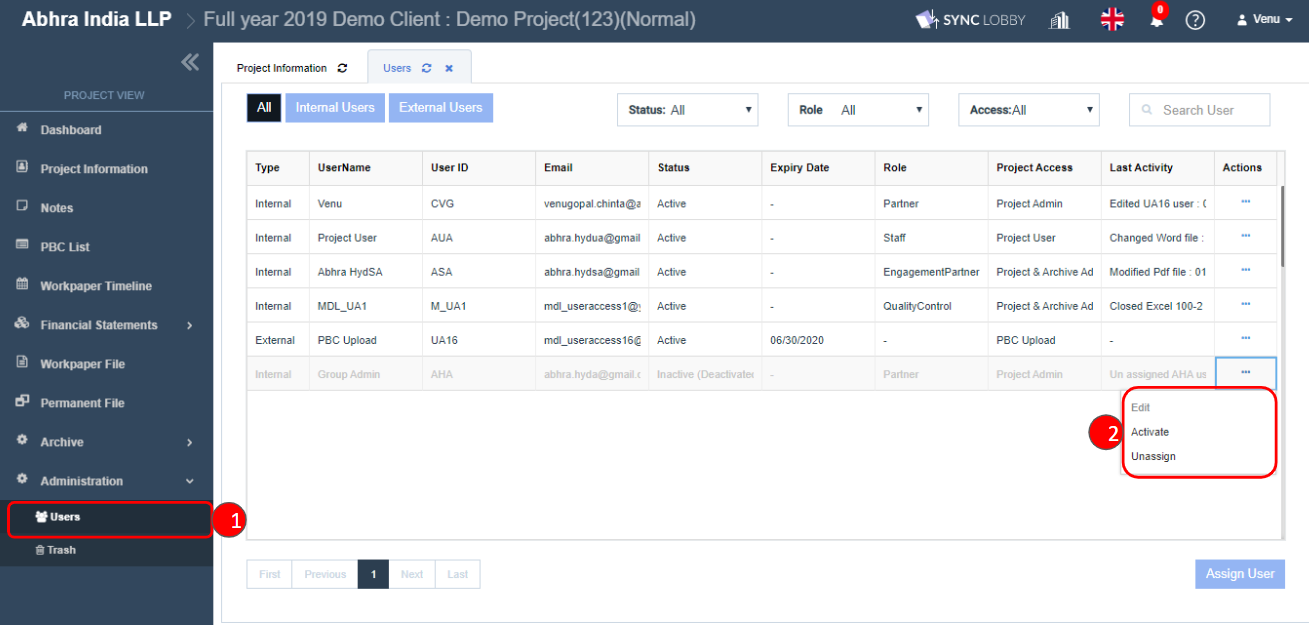 Abhra India LLP > Full year 2019 Demo Client : Demo Project(123)(Normal) SYNC LOBBY 0 ? Venu
PROJECT VIEW
Dashboard
Project Information
Notes
PBC List
Workpaper Timeline
Financial Statements
Workpaper File
Permanent File
Archive
Administration
Users
1
Trash
Project Information Users
All Internal Users External Users Status: All Role All Access:All Search User
Type UserName User ID Email Status Expiry Date Role Project Access Last Activity Actions
Internal Venu CVG venugopal.chinta@a Active - Partner Project Admin Edited UA16 user : ...
Internal Project User AUA abhra.hydua@gmail Active - Staff Project User Changed Word file : ...
Internal Abhra HydSA ASA abhra.hydsa@gmail Active - EngagementPartner Project & Archive Ad Modified Pdf file : 01 ...
Internal MDL_UA1 M_UA1 mdl_useraccess1@ Active - QualityControl Project & Archive Ad Closed Excel 100-2 ...
External PBC Upload UA16 mdl_useraccess16@ Active 06/30/2020 - PBC Upload - ...
Internal Group Admin AHA abhra.hyda@gmail.c Inactive (Deactivated - Partner Project Admin Un assigned AHA us ...
Edit
2
Activate
Unassign
First Previous 1 Next Last
Assign User